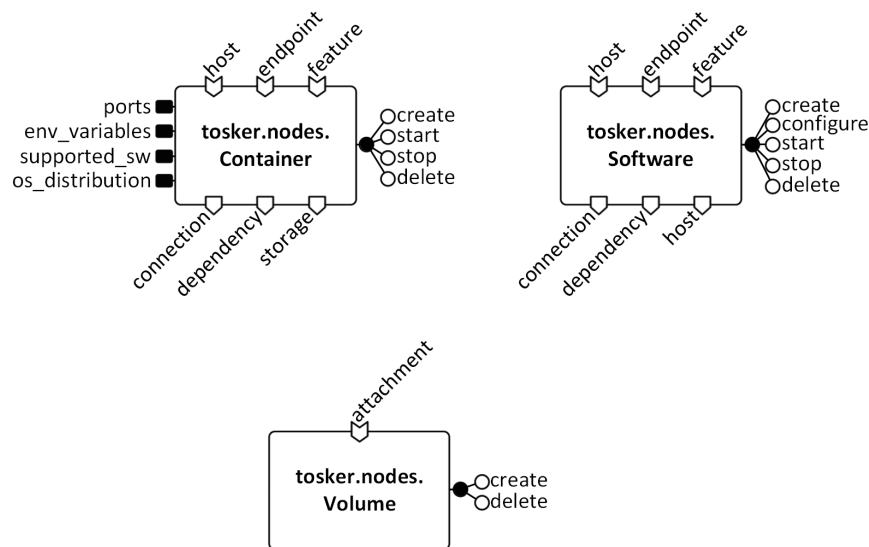 host
endpoint
feature
ports
env_variables
supported_sw
os_distribution
tosker.nodes.
Container
create
start
stop
delete
connection
dependency
storage
host
endpoint
feature
tosker.nodes.
Software
create
configure
start
stop
delete
connection
dependency
host
attachment
tosker.nodes.
Volume
create
delete